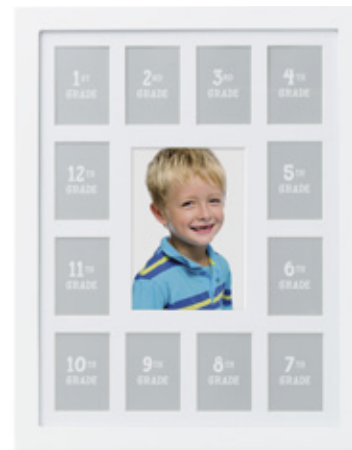 1ST
GRADE
2ND
GRADE
3RD
GRADE
4TH
GRADE
12TH
GRADE
5TH
GRADE
11TH
GRADE
6TH
GRADE
10TH
GRADE
9TH
GRADE
8TH
GRADE
7TH
GRADE